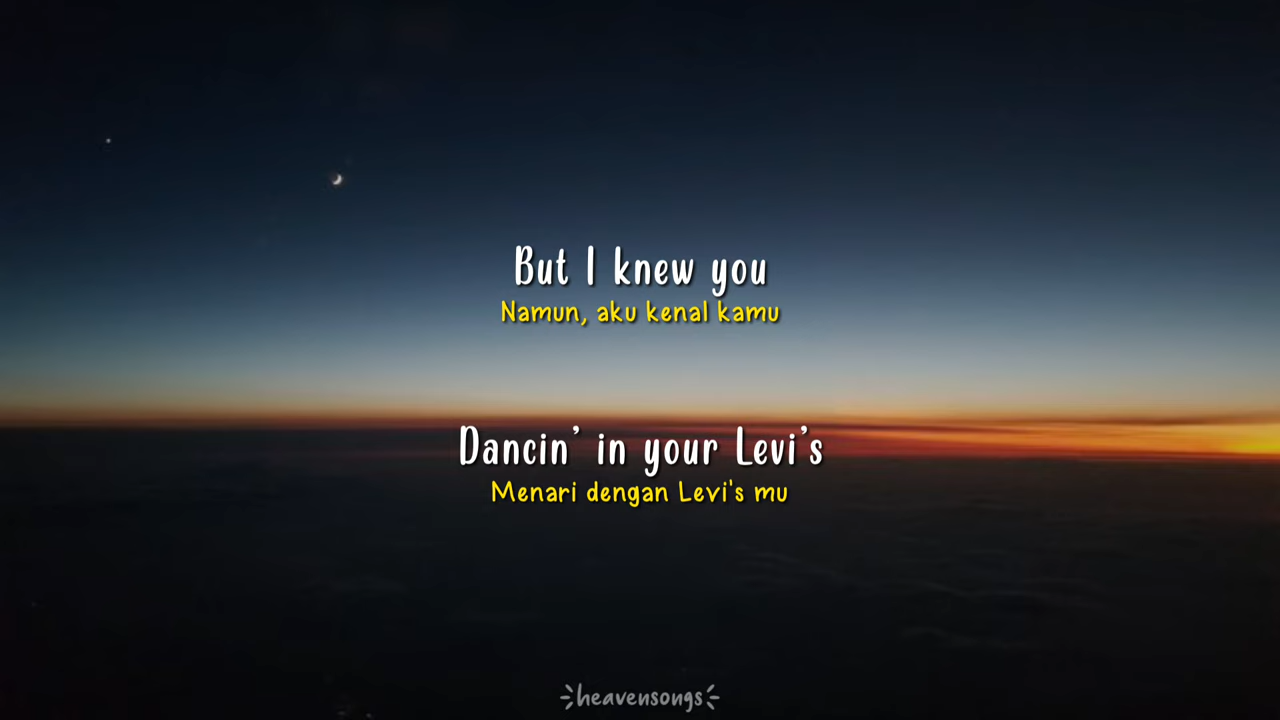 But I knew you
Namun, aku kenal kamu
Dancin' in your Levi's
Menari dengan Levi's mu
heavensongs